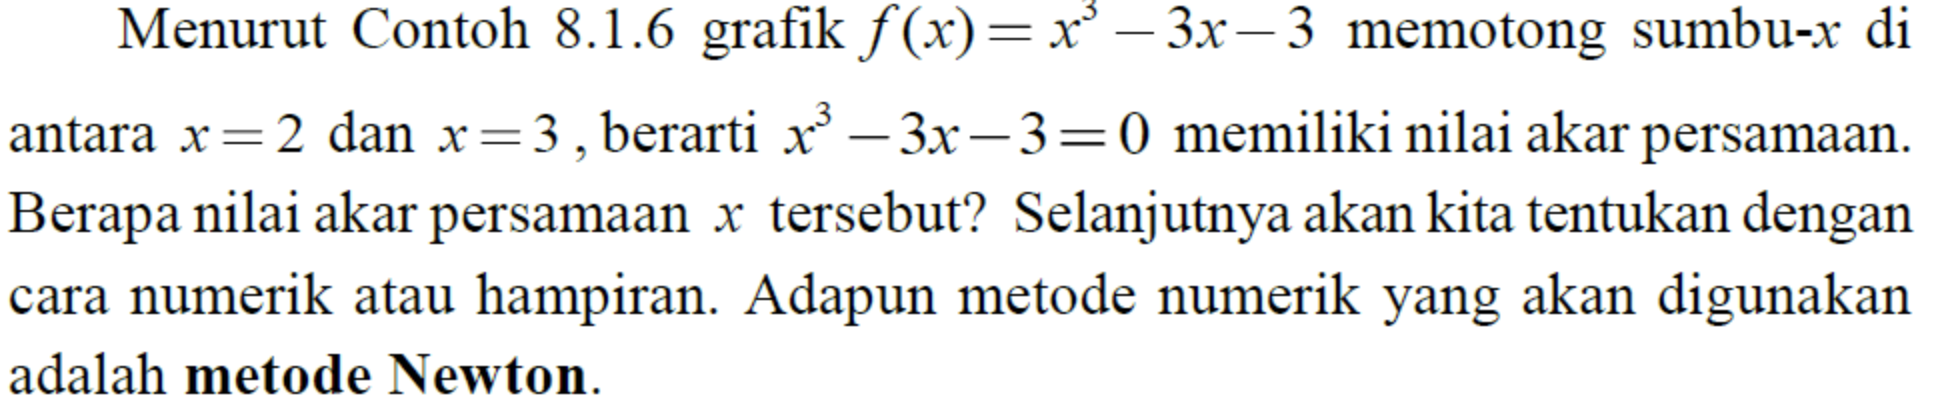 Menurut Contoh 8.1.6 grafik f(x) = x³ – 3x – 3 memotong sumbu-x di
antara x = 2 dan x = 3 , berarti x³ – 3x – 3 = 0 memiliki nilai akar persamaan.
Berapa nilai akar persamaan x tersebut? Selanjutnya akan kita tentukan dengan
cara numerik atau hampiran. Adapun metode numerik yang akan digunakan
adalah metode Newton.